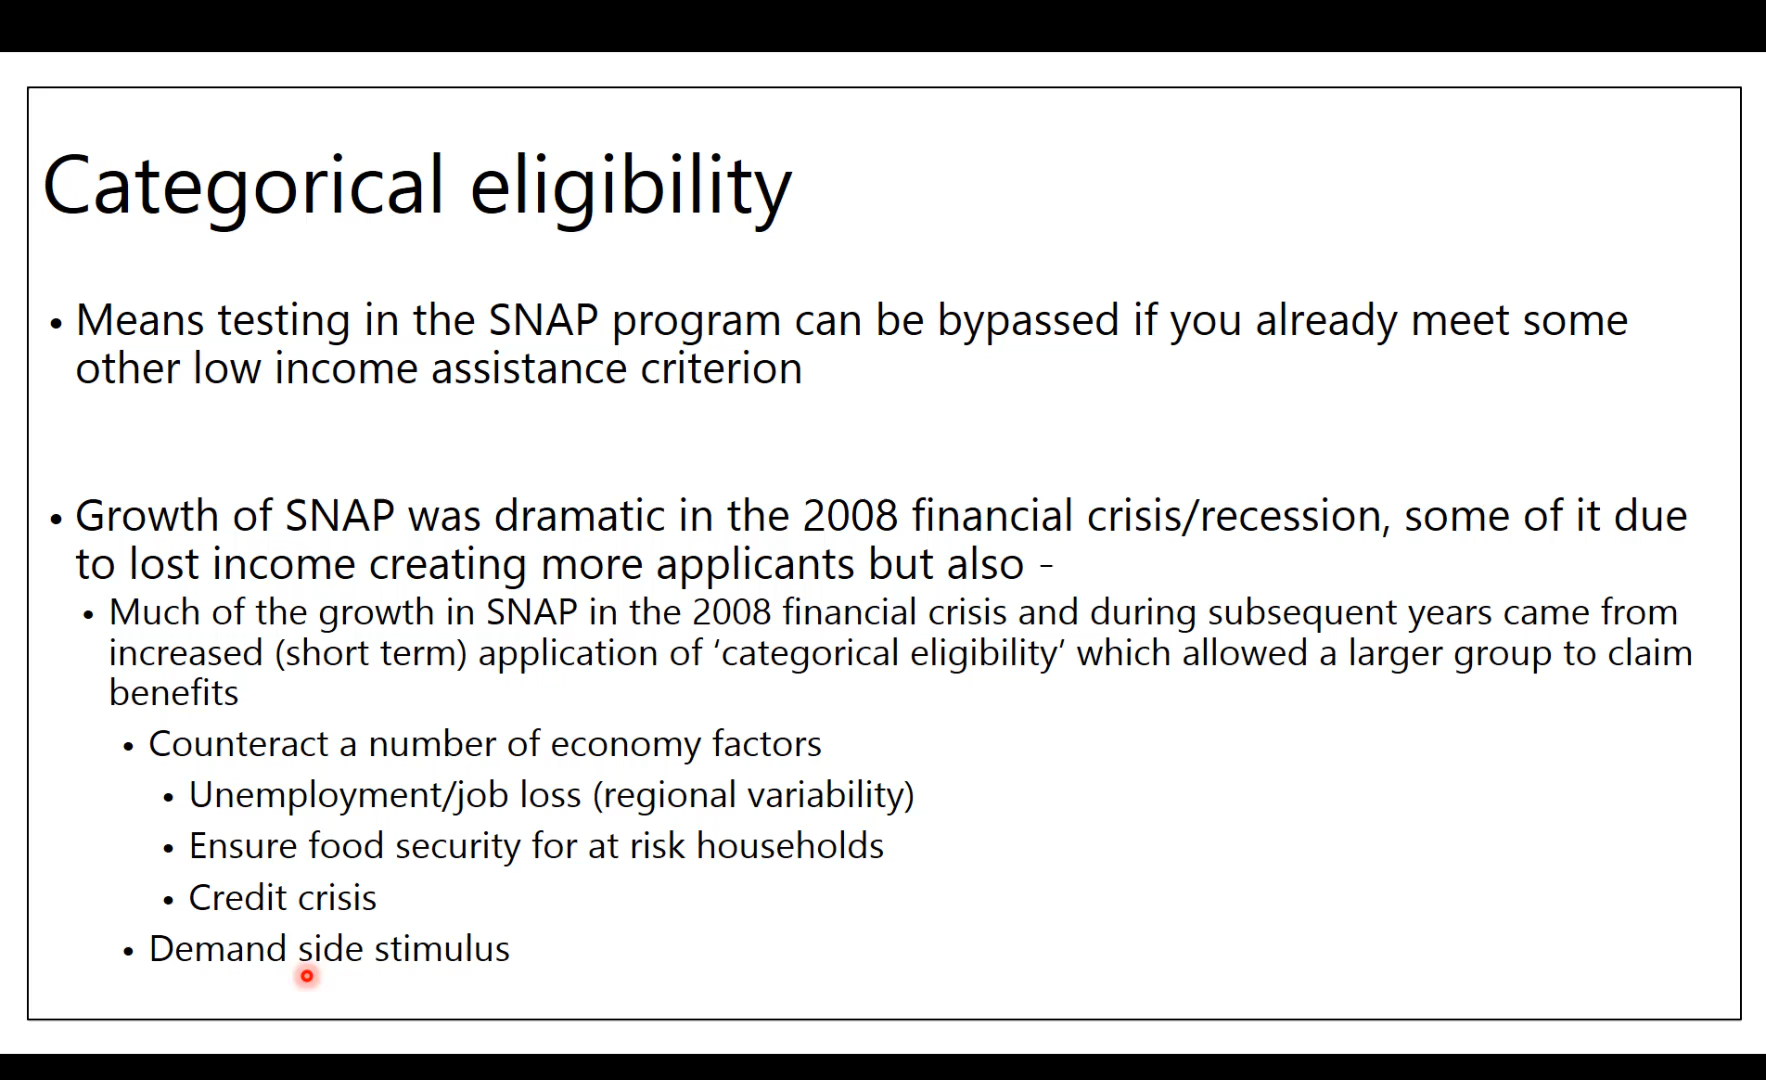 Categorical eligibility
• Means testing in the SNAP program can be bypassed if you already meet some
other low income assistance criterion
• Growth of SNAP was dramatic in the 2008 financial crisis/recession, some of it due
to lost income creating more applicants but also -
• Much of the growth in SNAP in the 2008 financial crisis and during subsequent years came from
increased (short term) application of ‘categorical eligibility’ which allowed a larger group to claim
benefits
• Counteract a number of economy factors
• Unemployment/job loss (regional variability)
• Ensure food security for at risk households
• Credit crisis
• Demand side stimulus